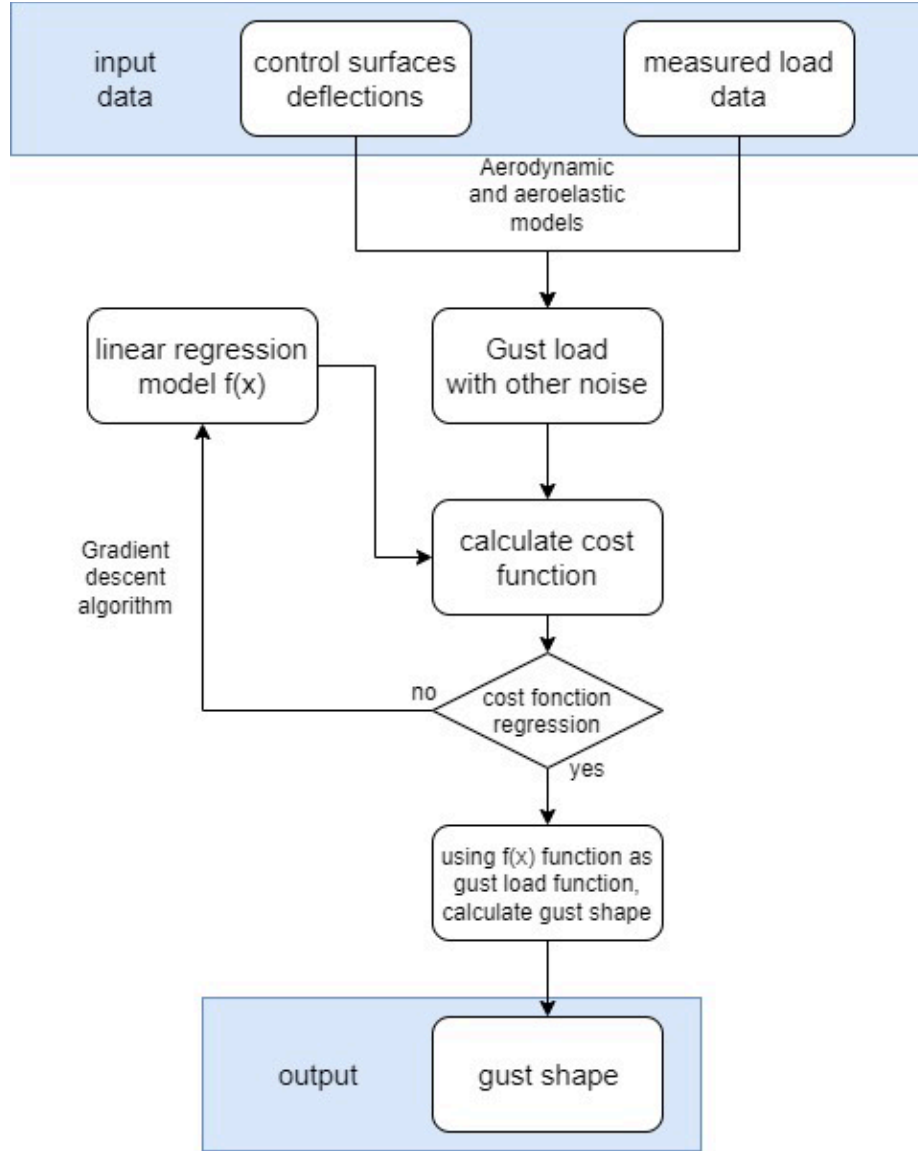 input
data
control surfaces
deflections
measured load
data
Aerodynamic
and aeroelastic
models
linear regression
model f(x)
Gust load
with other noise
Gradient
descent
algorithm
calculate cost
function
no
cost fonction
regression
yes
using f(x) function as
gust load function,
calculate gust shape
output
gust shape